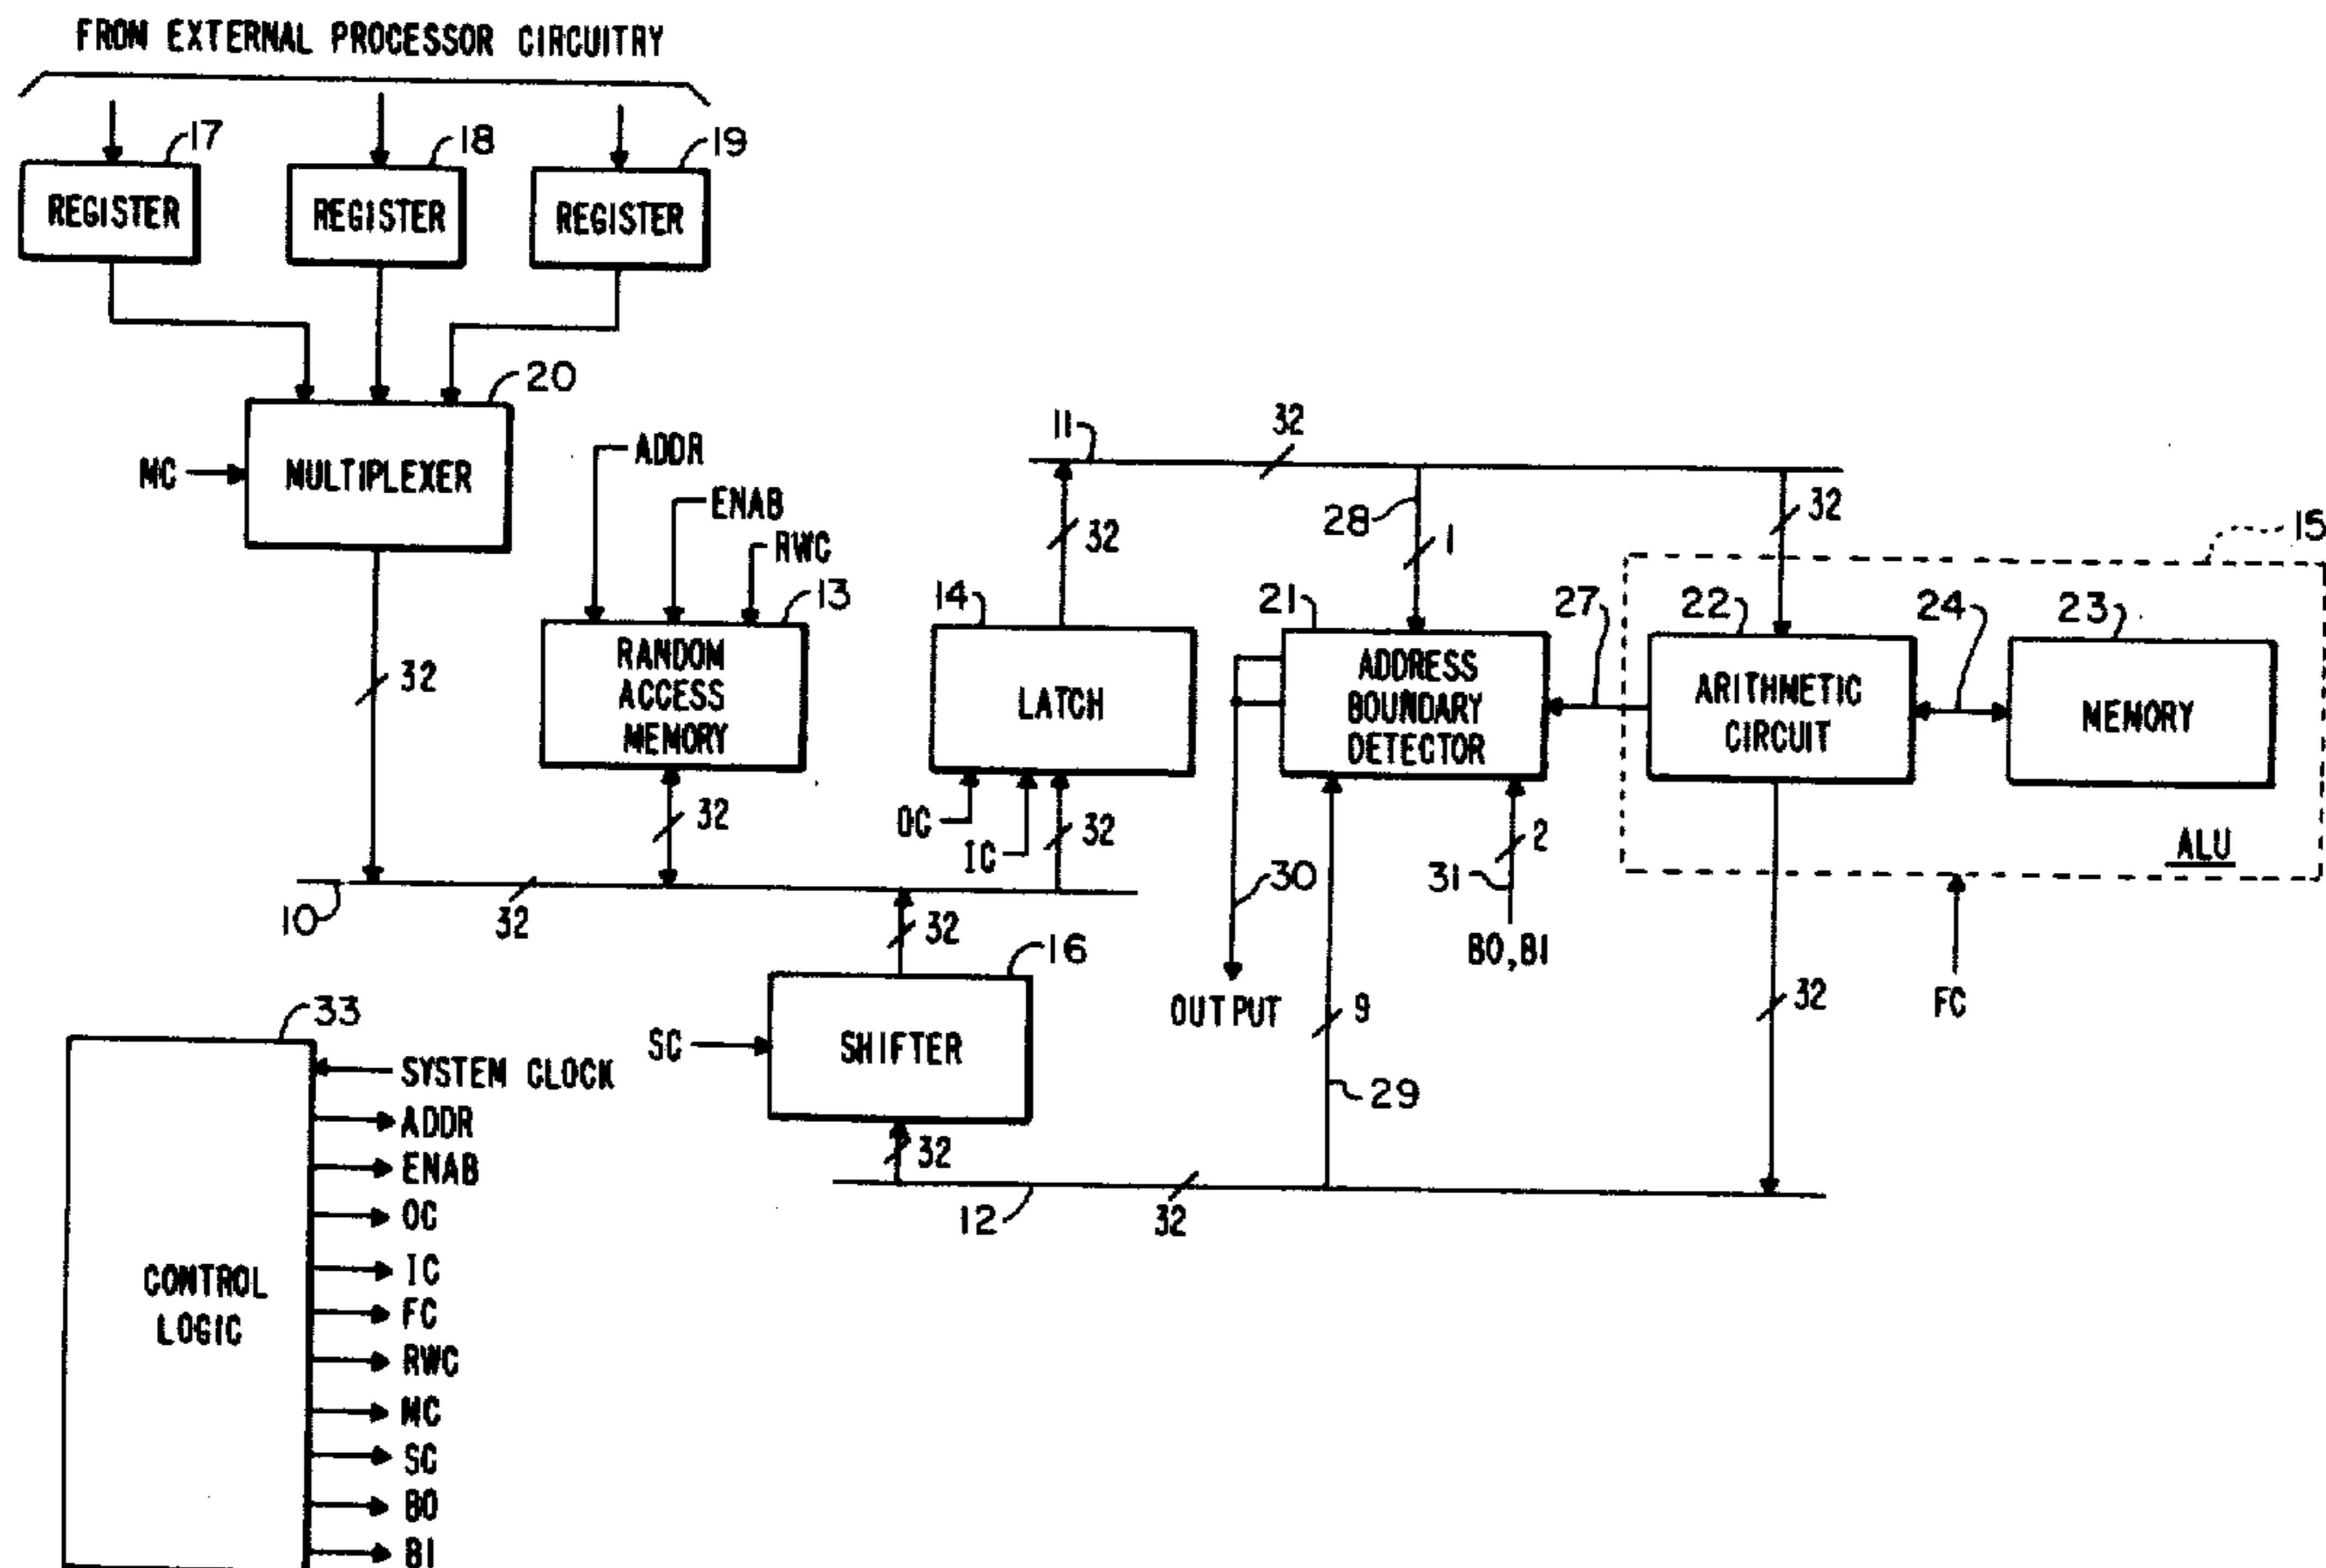 FROM EXTERNAL PROCESSOR CIRCUITRY
17
18
19
REGISTER
REGISTER
REGISTER
20
MC
MULTIPLEXER
32
ADDR
ENAB
RWC
13
RANDOM
ACCESS
MEMORY
32
11
32
32
14
LATCH
OC
IC
32
28
1
21
ADDRESS
BOUNDARY
DETECTOR
27
32
15
22
ARITHMETIC
CIRCUIT
24
23
MEMORY
ALU
FC
30
OUTPUT
31
2
B0,B1
10
32
32
16
SC
SHIFTER
32
9
29
32
12
32
33
CONTROL
LOGIC
SYSTEM CLOCK
ADDR
ENAB
OC
IC
FC
RWC
MC
SC
B0
B1